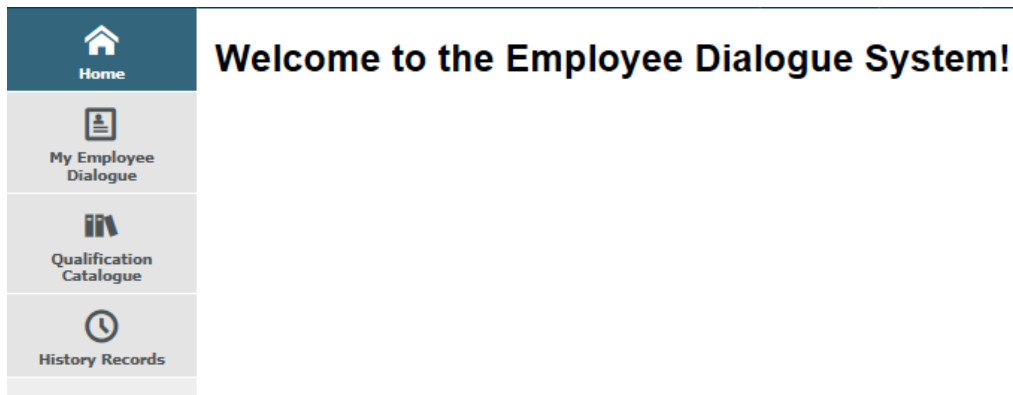 Home
Welcome to the Employee Dialogue System!
My Employee
Dialogue
Qualification
Catalogue
History Records